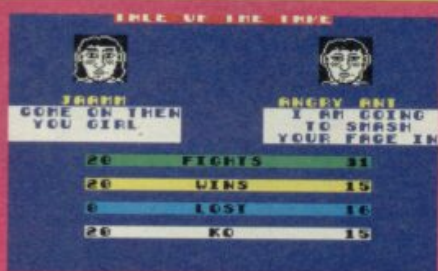 TALE OF THE TAPE
JAAMM ANGRY ANT
COME ON THEN I AM GOING
YOU GIRL TO SMASH
YOUR FACE IN
20 FIGHTS 31
20 WINS 15
0 LOST 16
20 KO 15